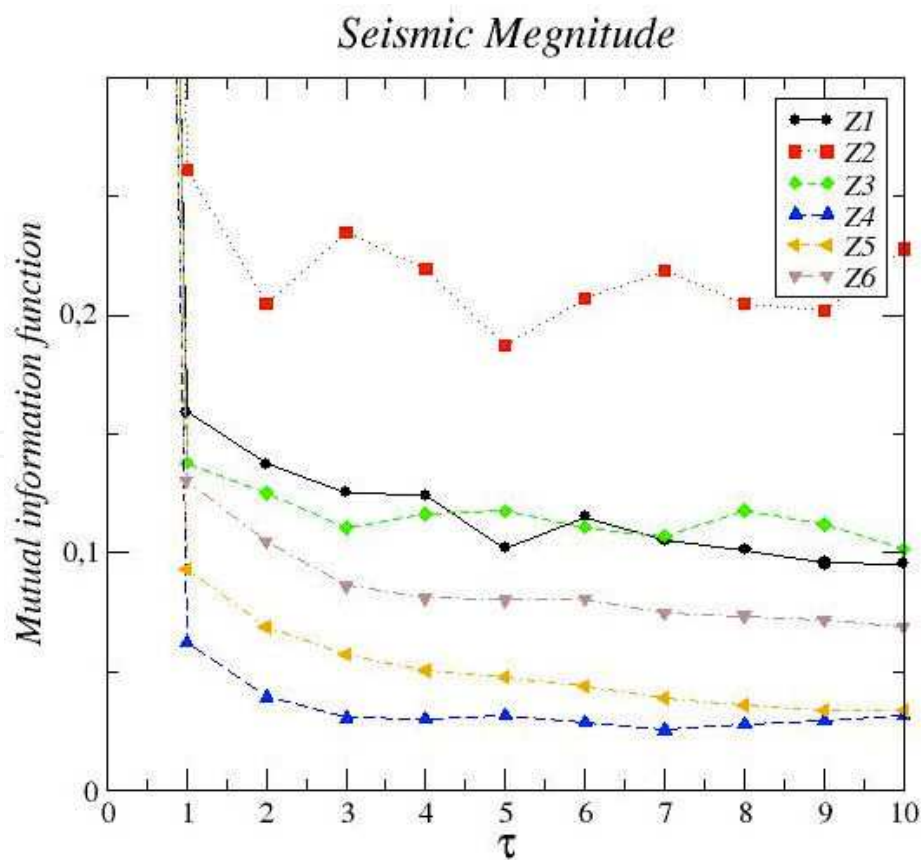 Seismic Megnitude
Z1
Z2
Z3
Z4
Z5
Z6
Mutual information function
0,2
0,1
0
0 1 2 3 4 5 6 7 8 9 10
τ